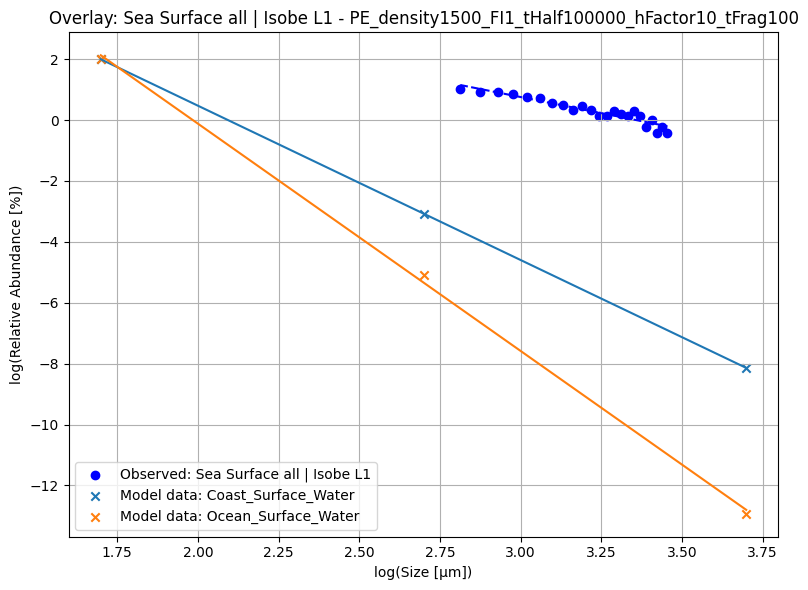 Overlay: Sea Surface all | Isobe L1 - PE_density1500_FI1_tHalf100000_hFactor10_tFrag100
log(Relative Abundance [%])
2
0
−2
−4
−6
−8
−10
−12
Observed: Sea Surface all | Isobe L1
Model data: Coast_Surface_Water
Model data: Ocean_Surface_Water
1.75 2.00 2.25 2.50 2.75 3.00 3.25 3.50 3.75
log(Size [µm])